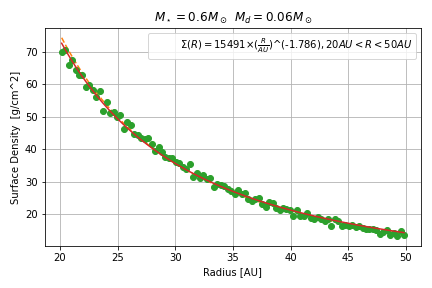 M⋆ = 0.6M⊙ M_d = 0.06M⊙
Σ(R) = 15491×(R/AU)^(-1.786), 20AU < R < 50AU
70
60
50
40
30
20
Surface Density [g/cm^2]
20 25 30 35 40 45 50
Radius [AU]